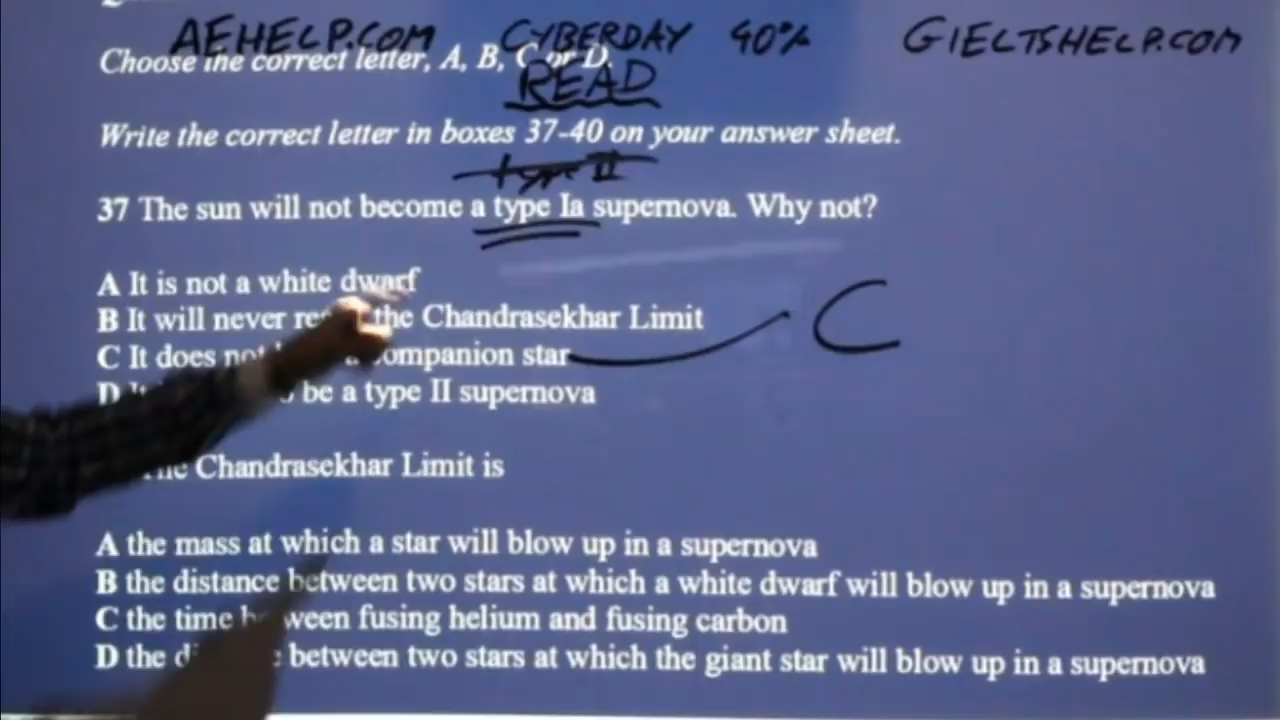 AEHELP.COM CYBERDAY 40% GIELTSHELP.COM
Choose the correct letter, A, B, C or D.
READ
Write the correct letter in boxes 37-40 on your answer sheet.
type II
37 The sun will not become a type Ia supernova. Why not?
A It is not a white dwarf
B It will never the Chandrasekhar Limit
C
C It does not companion star
D be a type II supernova
Chandrasekhar Limit is
A the mass at which a star will blow up in a supernova
B the distance between two stars at which a white dwarf will blow up in a supernova
C the time between fusing helium and fusing carbon
D the between two stars at which the giant star will blow up in a supernova